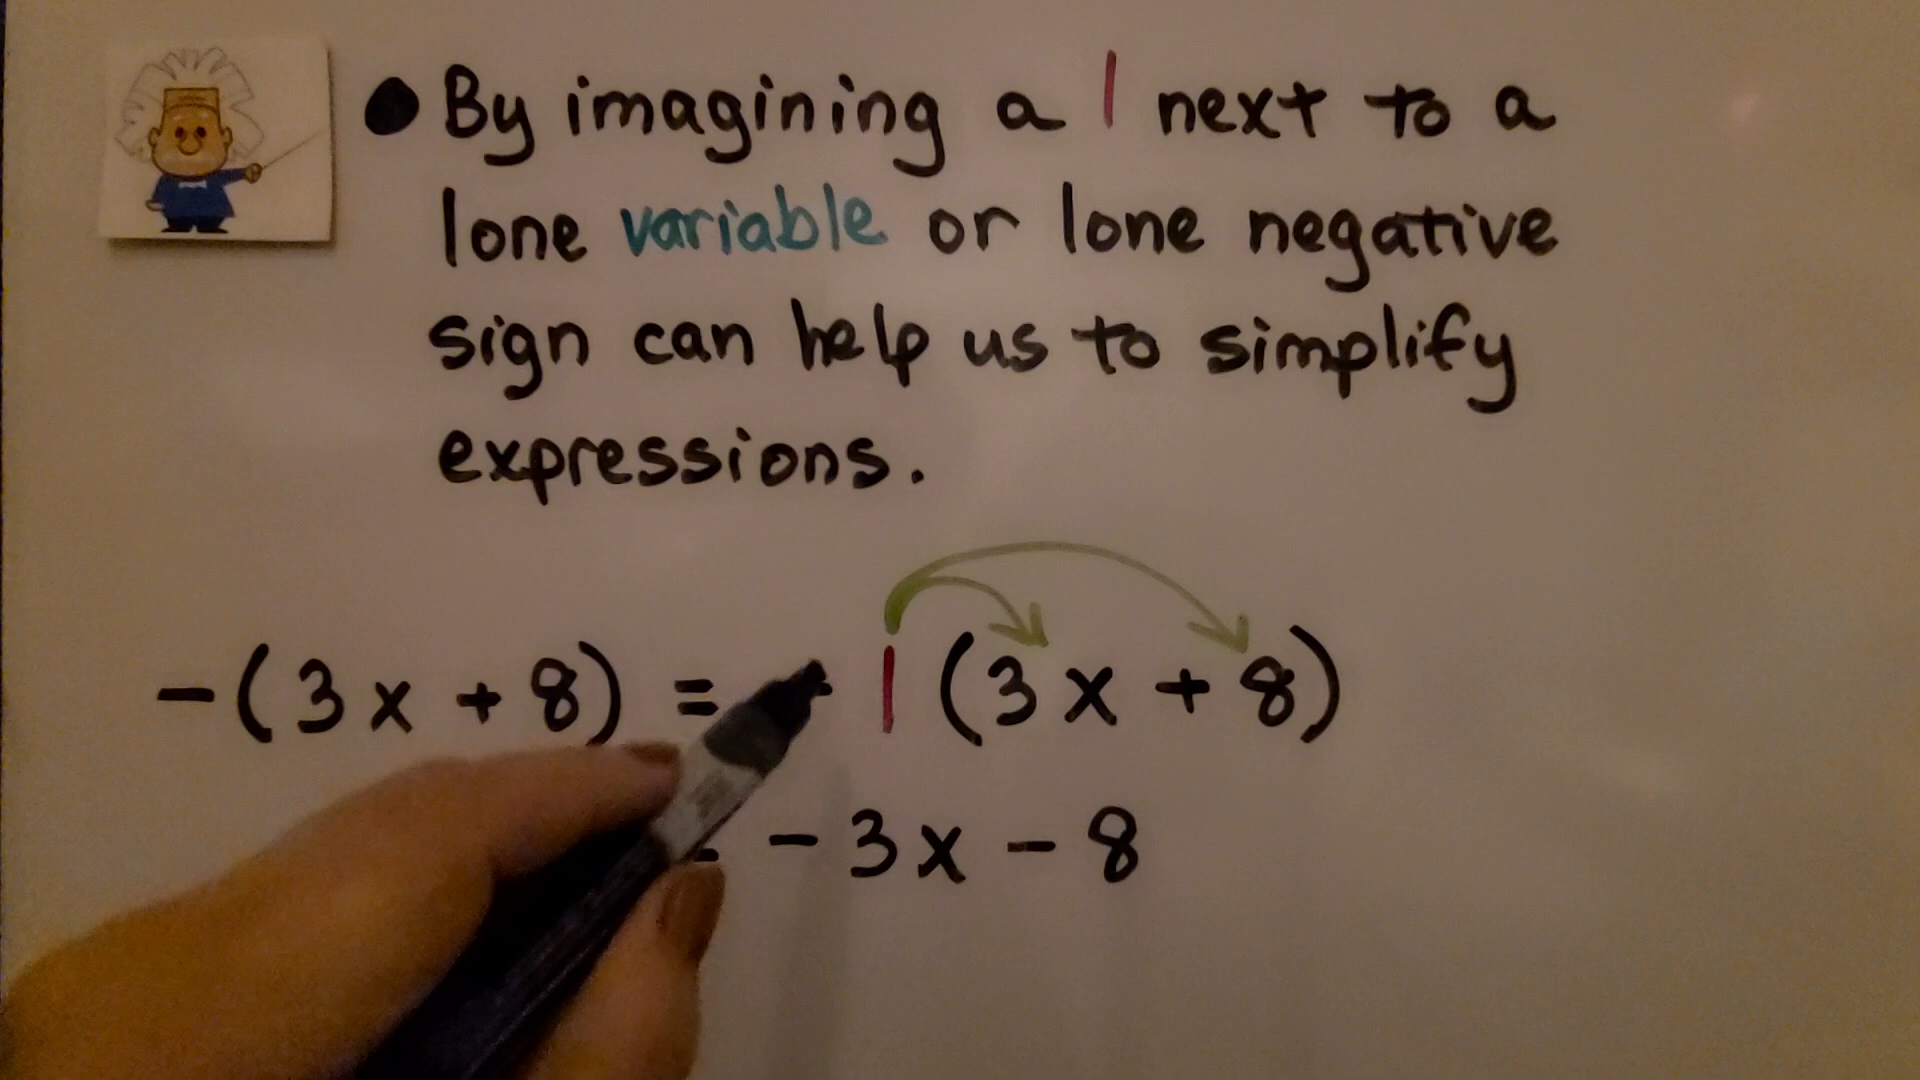 By imagining a 1 next to a
lone variable or lone negative
sign can help us to simplify
expressions.
-(3x + 8) = - 1 (3x + 8)
= - 3x - 8